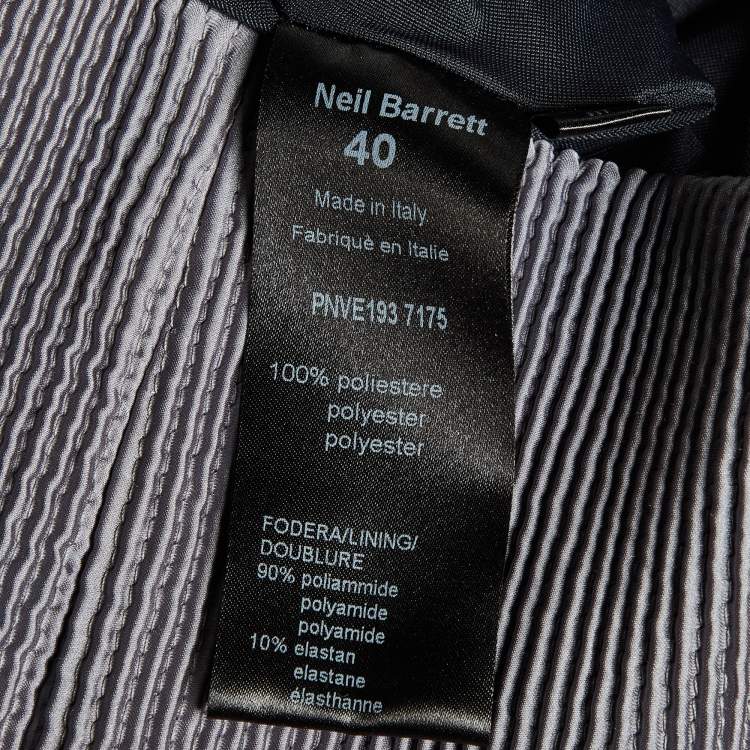 Neil Barrett
40
Made in Italy
Fabriquè en Italie
PNVE193 7175
100% poliestere
polyester
polyester
FODERA/LINING/
DOUBLURE
90% poliammide
polyamide
polyamide
10% elastan
elastane
élasthanne